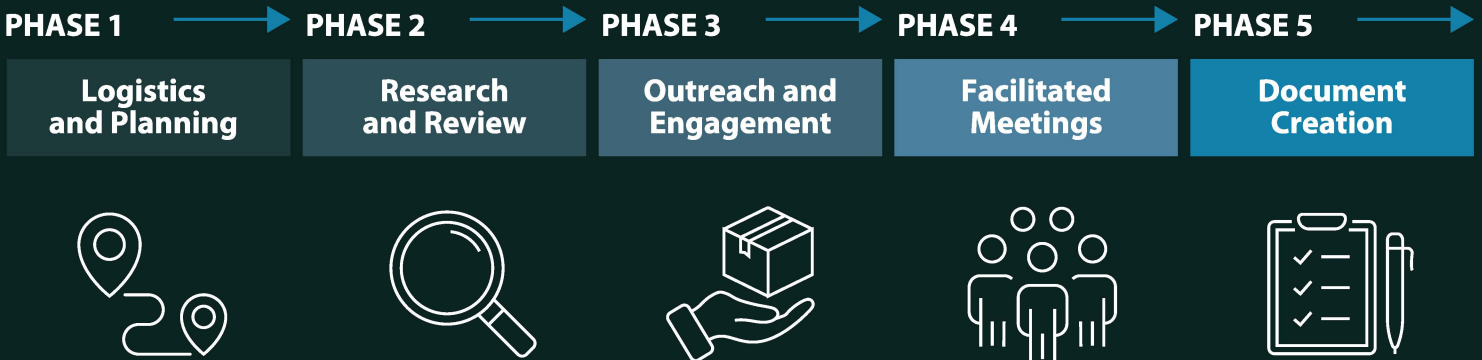 PHASE 1
Logistics
and Planning
PHASE 2
Research
and Review
PHASE 3
Outreach and
Engagement
PHASE 4
Facilitated
Meetings
PHASE 5
Document
Creation